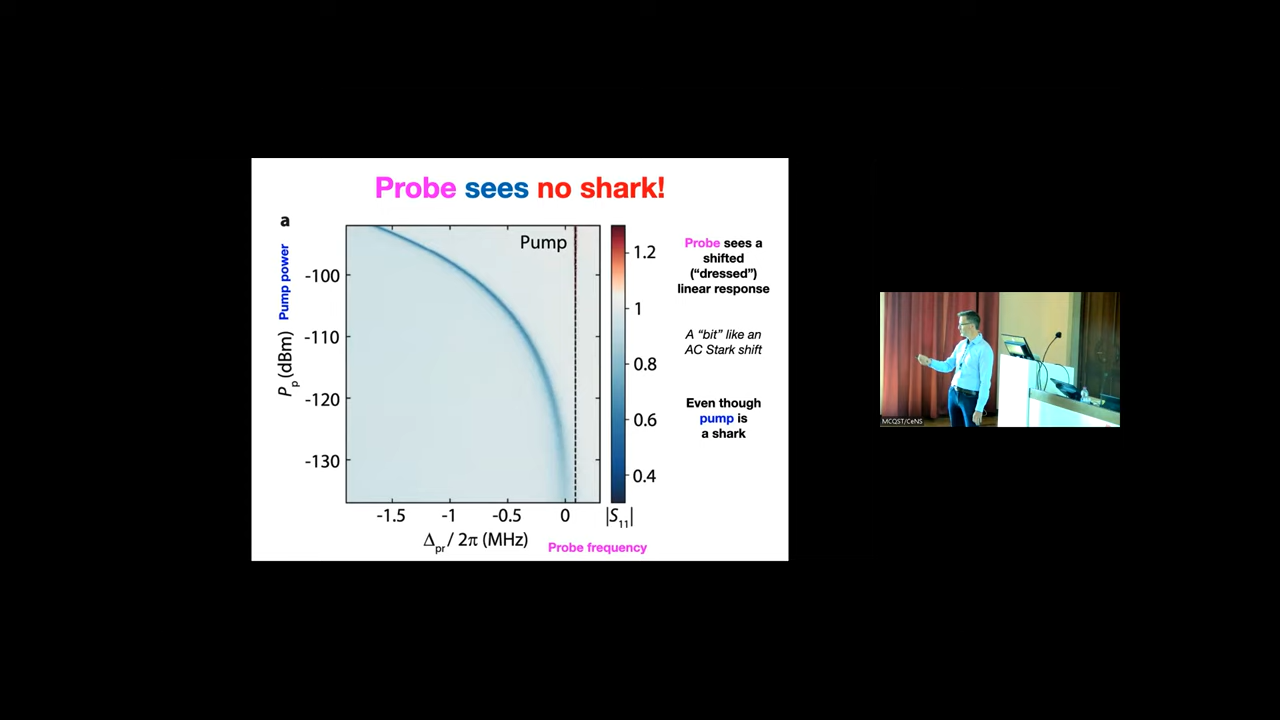 Probe sees no shark!
a
Pump power
P_p (dBm)
-100
-110
-120
-130
Pump
-1.5
-1
-0.5
0
Δ_pr / 2π (MHz)
Probe frequency
1.2
1
0.8
0.6
0.4
|S_11|
Probe sees a
shifted
(“dressed”)
linear response
A “bit” like an
AC Stark shift
Even though
pump is
a shark
MCQST/CeNS